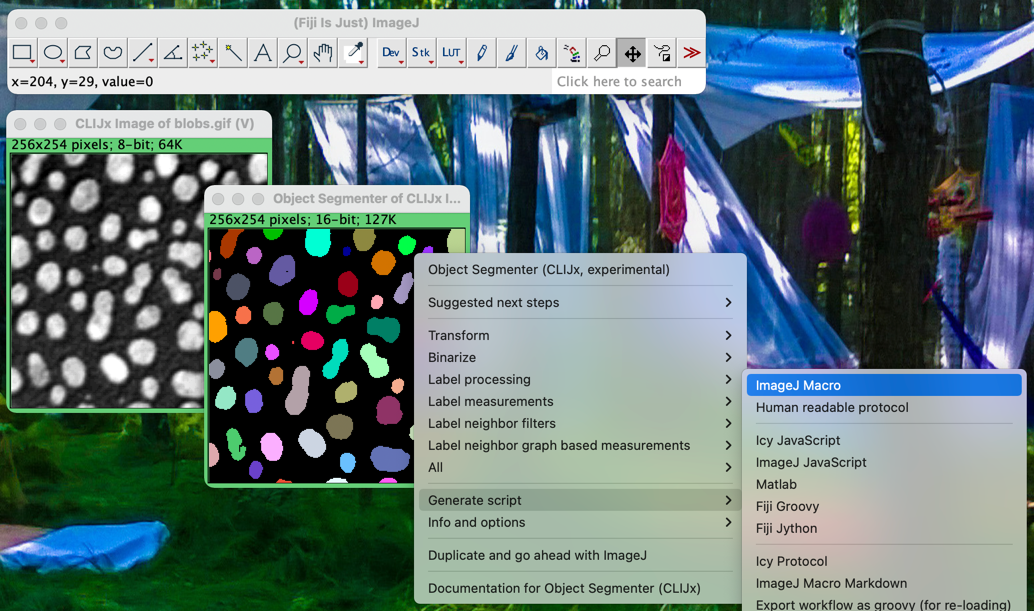 (Fiji Is Just) ImageJ
Dev Stk LUT
x=204, y=29, value=0
Click here to search
CLIJx Image of blobs.gif (V)
256x254 pixels; 8-bit; 64K
Object Segmenter of CLIJx I...
256x254 pixels; 16-bit; 127K
Object Segmenter (CLIJx, experimental)
Suggested next steps
Transform
Binarize
Label processing
Label measurements
Label neighbor filters
Label neighbor graph based measurements
All
Generate script
Info and options
Duplicate and go ahead with ImageJ
Documentation for Object Segmenter (CLIJx)
ImageJ Macro
Human readable protocol
Icy JavaScript
ImageJ JavaScript
Matlab
Fiji Groovy
Fiji Jython
Icy Protocol
ImageJ Macro Markdown
Export workflow as groovy (for re-loading)